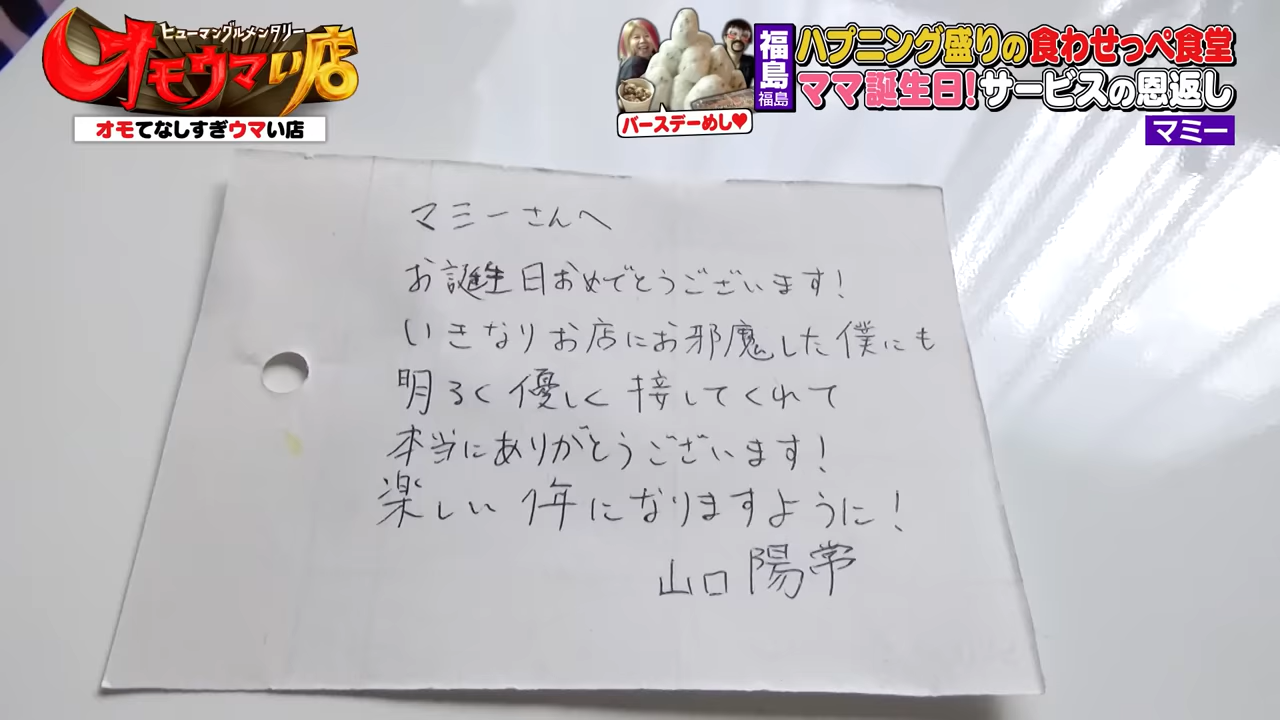 ヒューマングルメンタリー
オモウマい店
オモてなしすぎウマい店
バースデーめし♥
福島
福島
ハプニング盛りの食わせっぺ食堂
ママ誕生日!サービスの恩返し
マミー
マミーさんへ
お誕生日おめでとうございます!
いきなりお店にお邪魔した僕にも
明るく優しく接してくれて
本当にありがとうございます!
楽しい1年になりますように!
山口陽常